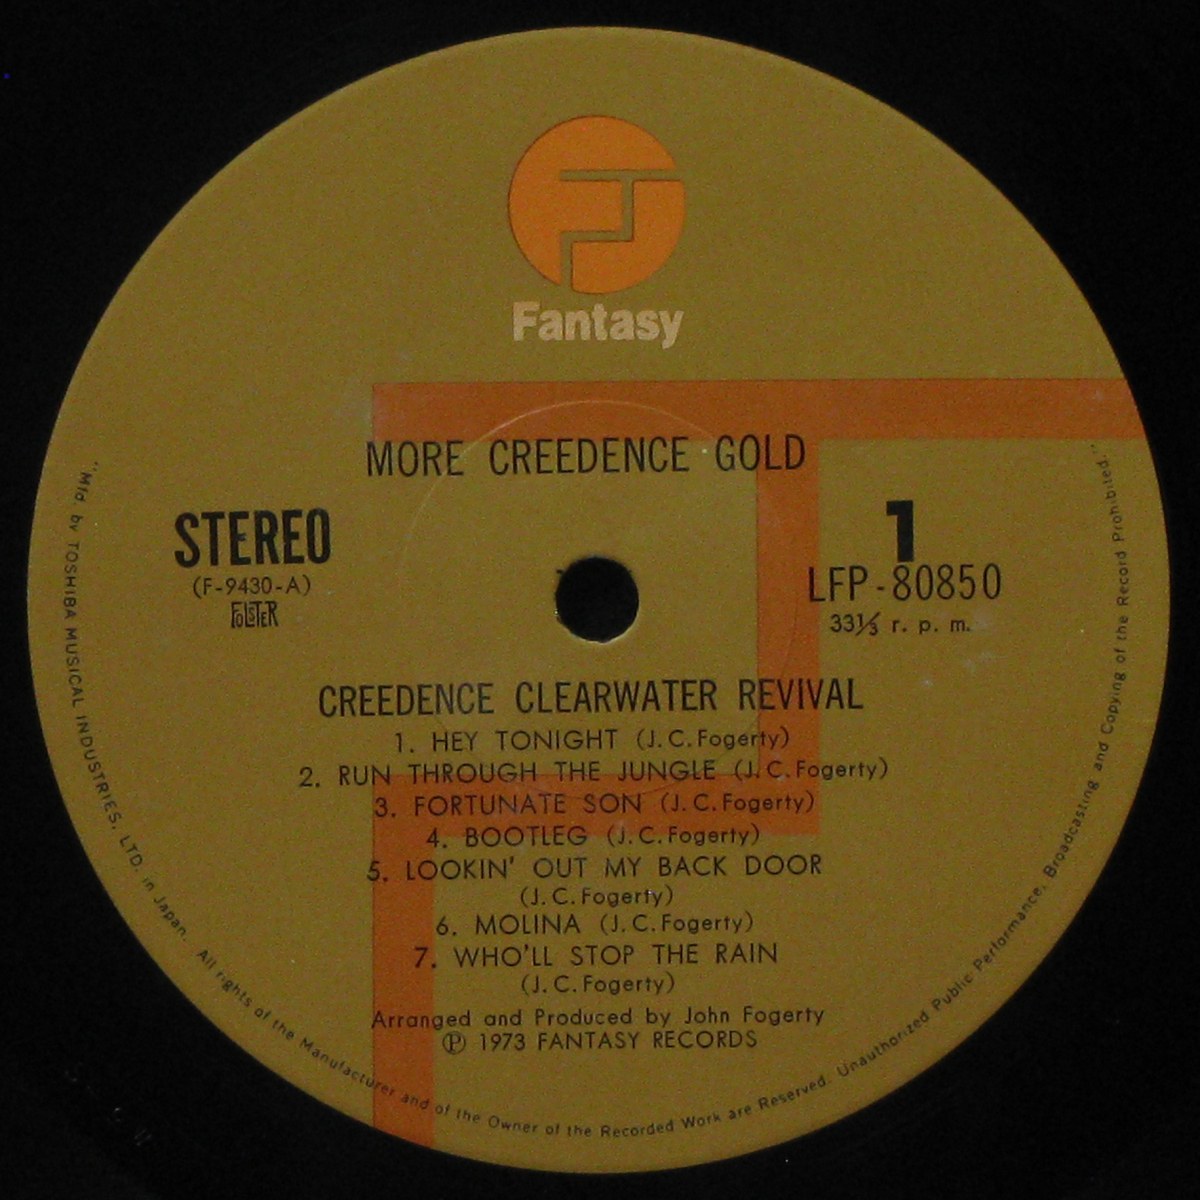 Fantasy
MORE CREEDENCE GOLD
STEREO
(F-9430-A)
FOLSTER
1
LFP-80850
33⅓ r. p. m.
CREEDENCE CLEARWATER REVIVAL
1. HEY TONIGHT (J. C. Fogerty)
2. RUN THROUGH THE JUNGLE (J. C. Fogerty)
3. FORTUNATE SON (J. C. Fogerty)
4. BOOTLEG (J. C. Fogerty)
5. LOOKIN' OUT MY BACK DOOR
(J. C. Fogerty)
6. MOLINA (J. C. Fogerty)
7. WHO'LL STOP THE RAIN
(J. C. Fogerty)
Arranged and Produced by John Fogerty
Ⓟ 1973 FANTASY RECORDS
"Mfd. by TOSHIBA MUSICAL INDUSTRIES, LTD. in Japan. All rights of the Manufacturer and of the Owner of the Recorded Work are Reserved. Unauthorized Public Performance, Broadcasting and Copying of the Record Prohibited."